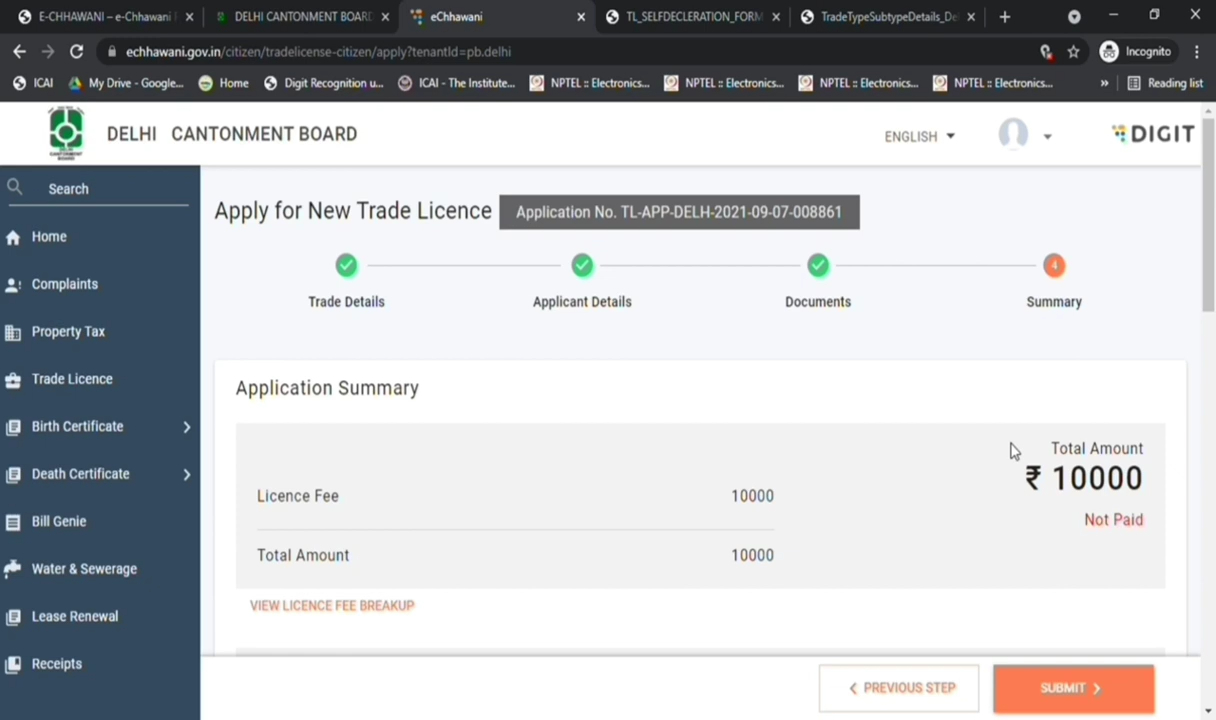 E-CHHAWANI – e-Chhawani
DELHI CANTONMENT BOARD
eChhawani
TL_SELFDECLERATION_FORM
TradeTypeSubtypeDetails_De
echhawani.gov.in/citizen/tradelicense-citizen/apply?tenantId=pb.delhi
Incognito
ICAI
My Drive - Google...
Home
Digit Recognition u...
ICAI - The Institute...
NPTEL :: Electronics...
NPTEL :: Electronics...
NPTEL :: Electronics...
NPTEL :: Electronics...
»
Reading list
DELHI CANTONMENT BOARD
ENGLISH
DIGIT
Search
Home
Complaints
Property Tax
Trade Licence
Birth Certificate
Death Certificate
Bill Genie
Water & Sewerage
Lease Renewal
Receipts
Apply for New Trade Licence
Application No. TL-APP-DELH-2021-09-07-008861
4
Trade Details
Applicant Details
Documents
Summary
Application Summary
Total Amount
₹ 10000
Not Paid
Licence Fee 10000
Total Amount 10000
VIEW LICENCE FEE BREAKUP
PREVIOUS STEP
SUBMIT